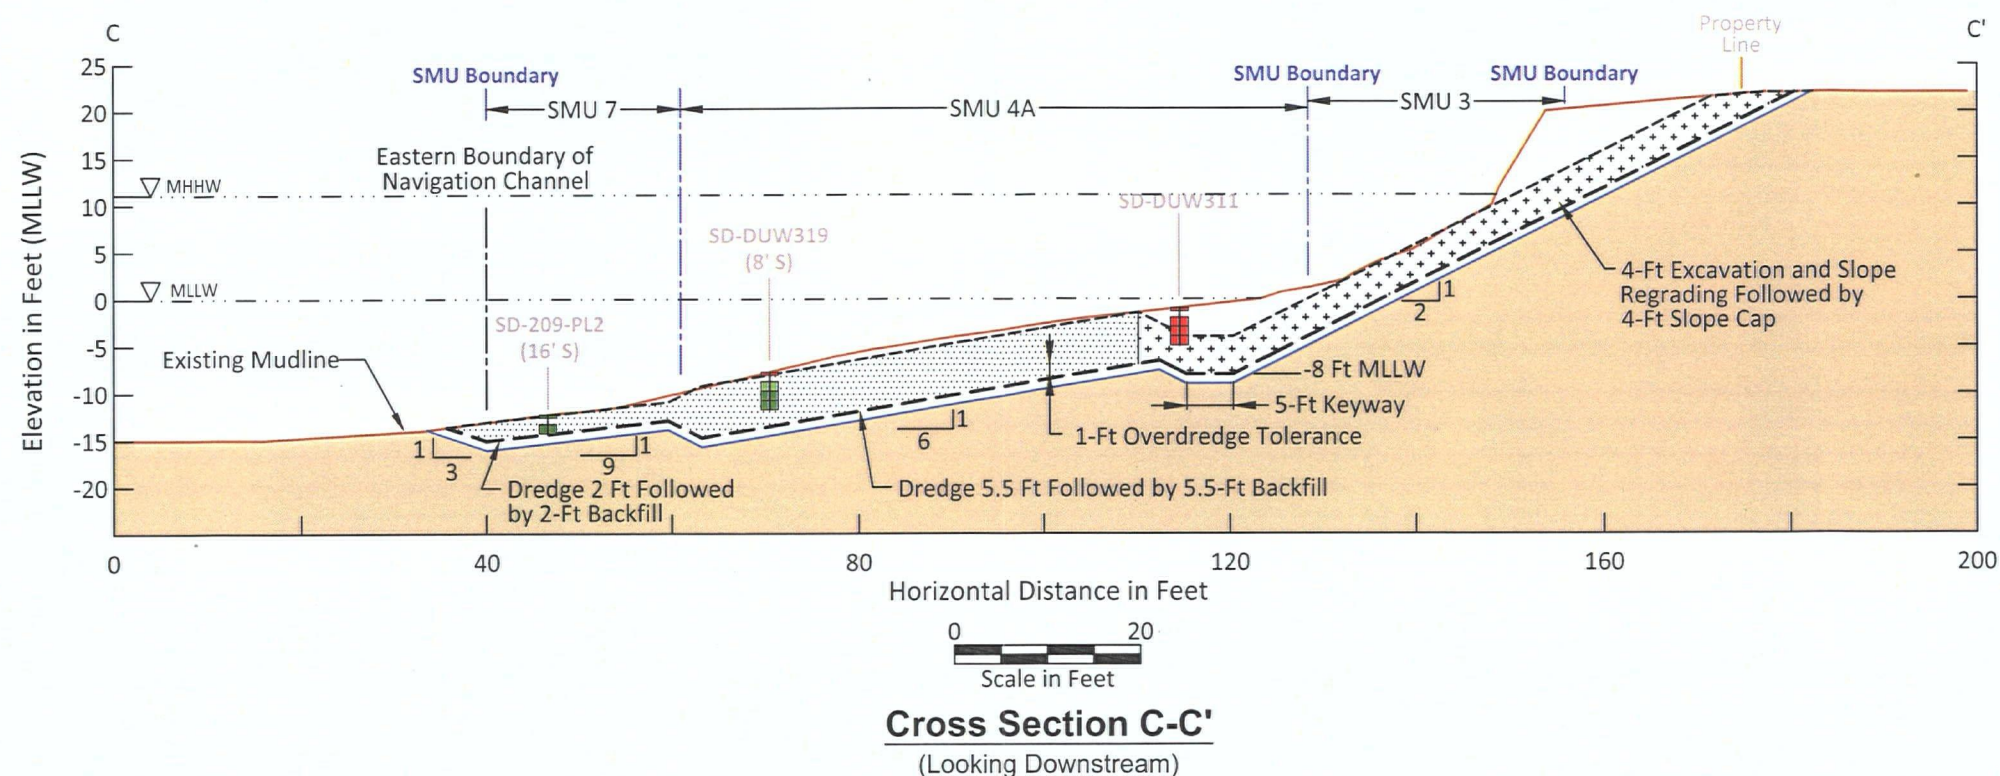 C
C'
Property
Line
SMU Boundary
SMU Boundary
SMU Boundary
SMU 7
SMU 4A
SMU 3
Eastern Boundary of
Navigation Channel
MHHW
SD-DUW311
SD-DUW319
(8' S)
MLLW
SD-209-PL2
(16' S)
Existing Mudline
4-Ft Excavation and Slope
Regrading Followed by
4-Ft Slope Cap
1
2
-8 Ft MLLW
5-Ft Keyway
1-Ft Overdredge Tolerance
1
6
1
9
1
3
Dredge 2 Ft Followed
by 2-Ft Backfill
Dredge 5.5 Ft Followed by 5.5-Ft Backfill
Elevation in Feet (MLLW)
25
20
15
10
5
0
-5
-10
-15
-20
0
40
80
120
160
200
Horizontal Distance in Feet
0
20
Scale in Feet
Cross Section C-C'
(Looking Downstream)